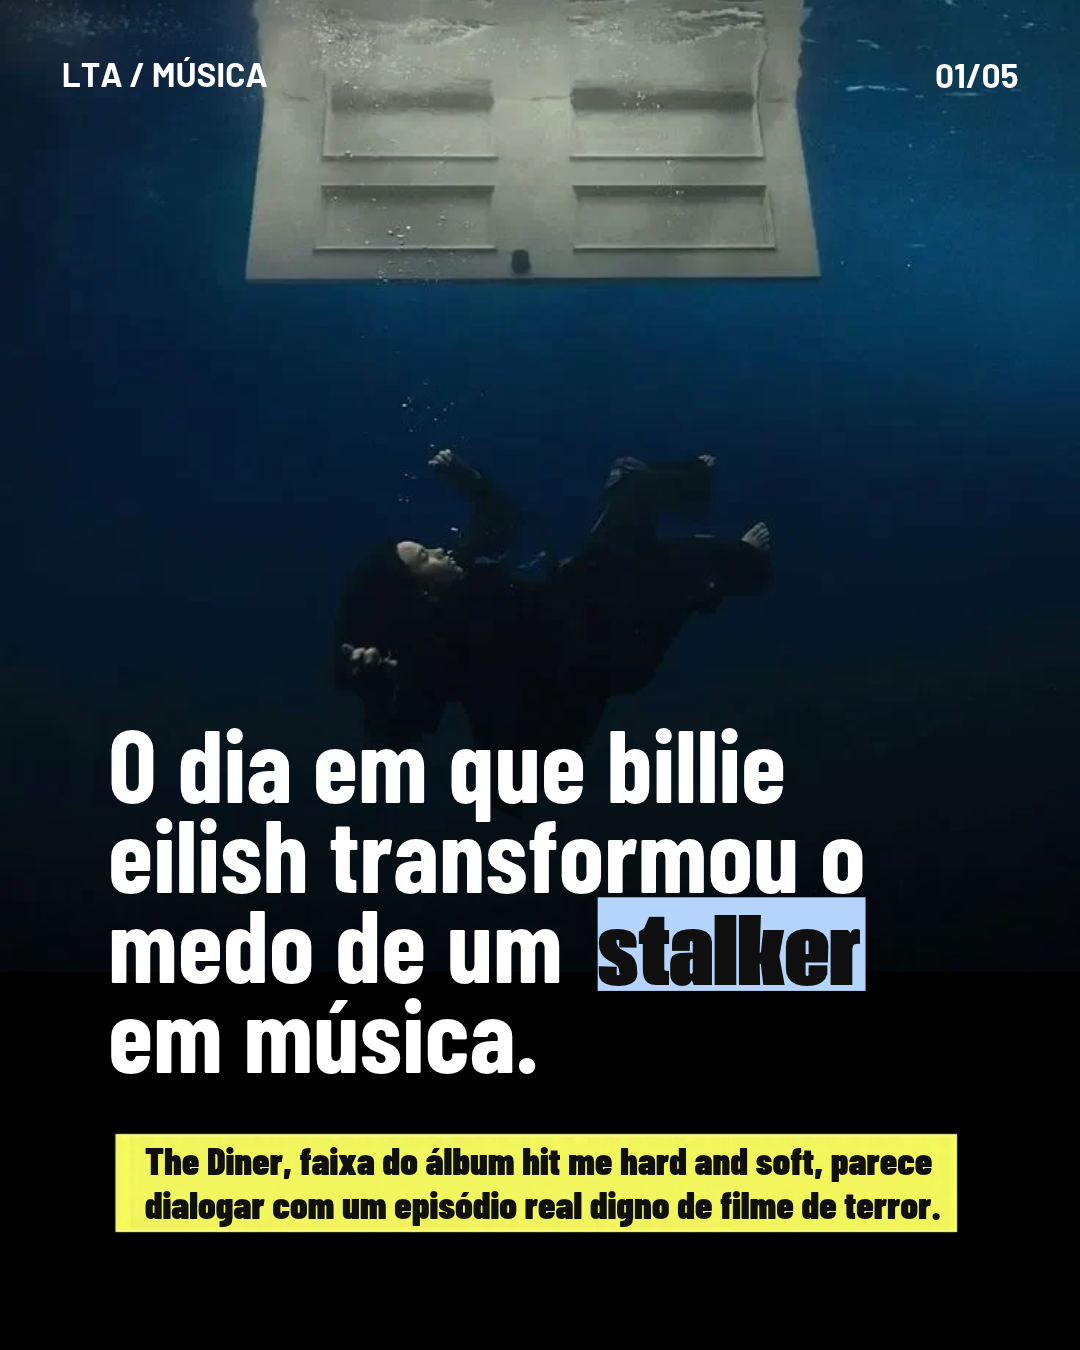 LTA / MÚSICA
01/05
O dia em que billie
eilish transformou o
medo de um stalker
em música.
The Diner, faixa do álbum hit me hard and soft, parece
dialogar com um episódio real digno de filme de terror.